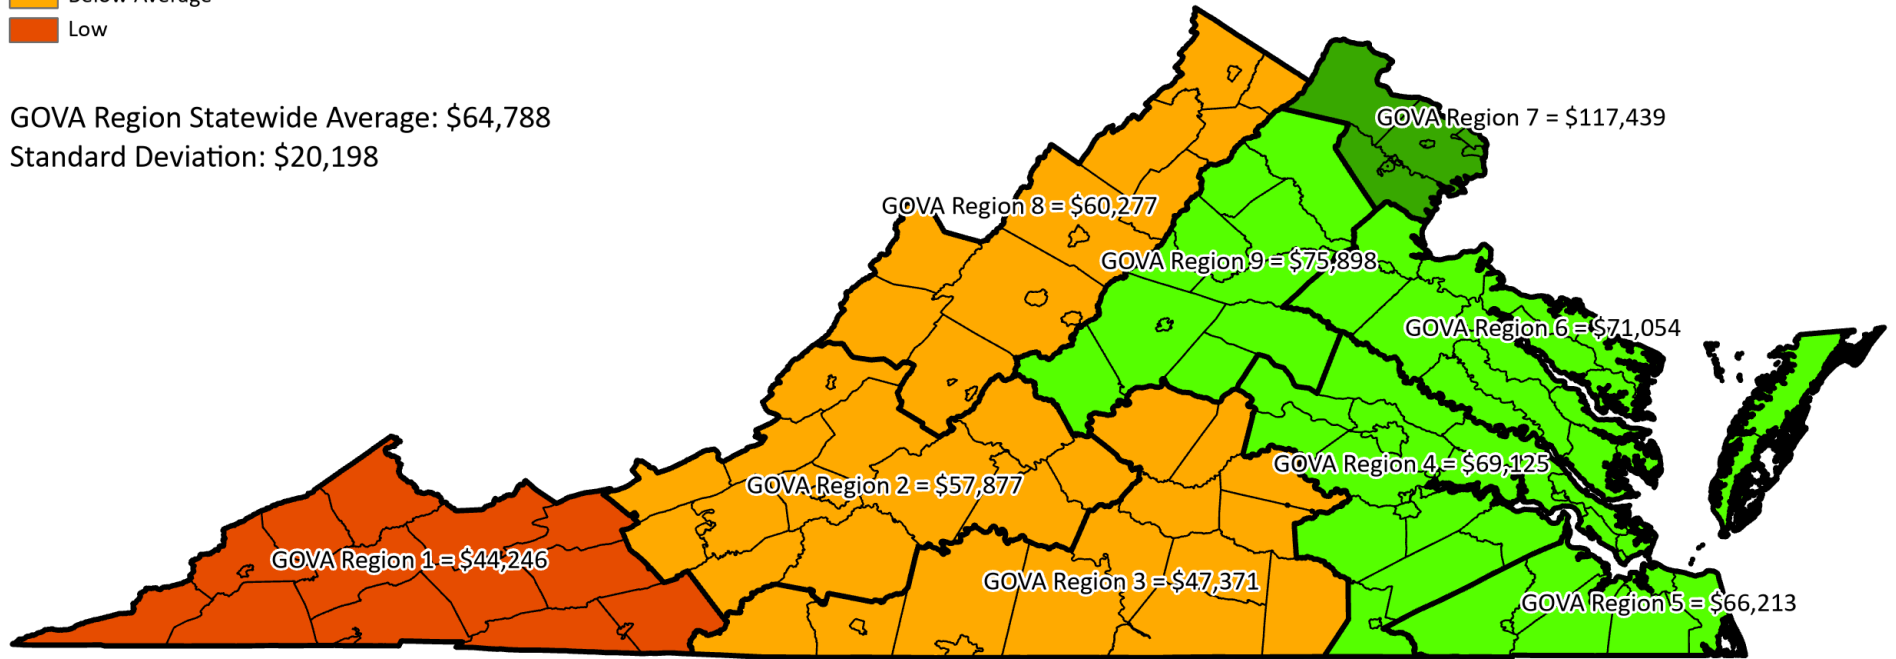 Below Average
Low
GOVA Region Statewide Average: $64,788
Standard Deviation: $20,198
GOVA Region 7 = $117,439
GOVA Region 8 = $60,277
GOVA Region 9 = $75,898
GOVA Region 6 = $71,054
GOVA Region 4 = $69,125
GOVA Region 2 = $57,877
GOVA Region 1 = $44,246
GOVA Region 3 = $47,371
GOVA Region 5 = $66,213